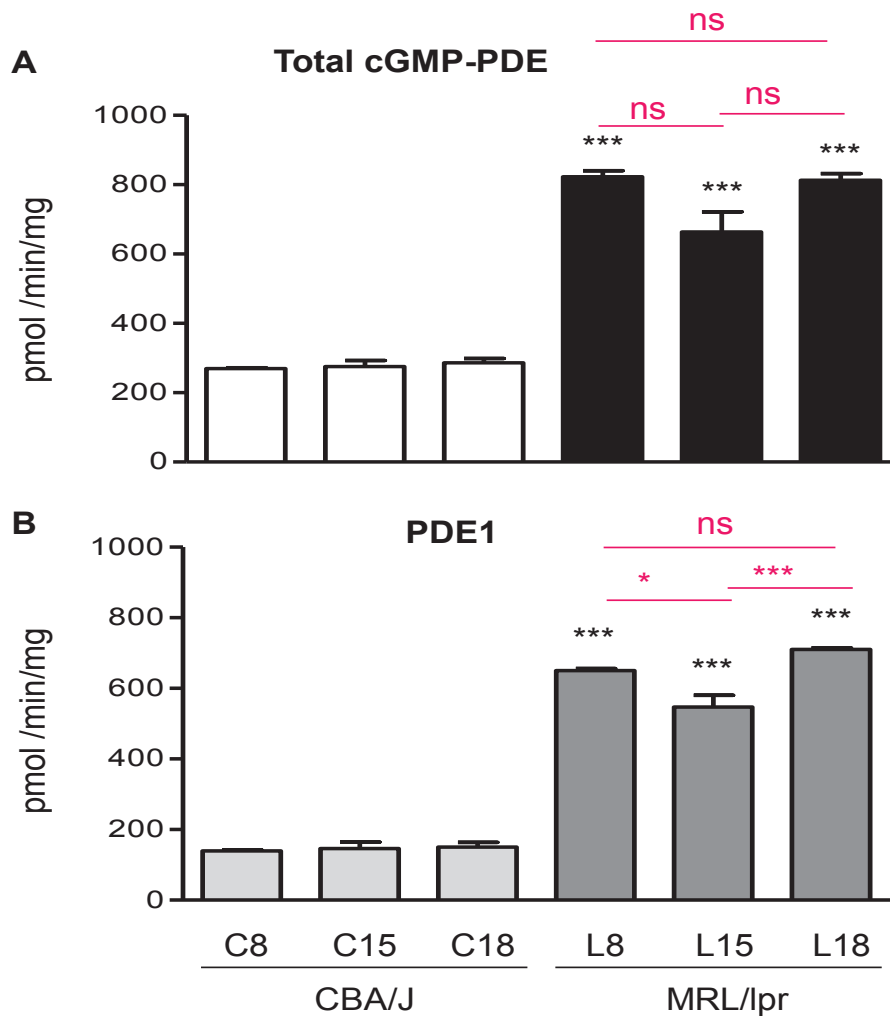 ns
A
Total cGMP-PDE
ns
ns
1000
***
***
800
***
600
pmol /min/mg
400
200
0
B
PDE1
ns
1000
*
***
800
***
***
***
600
pmol /min/mg
400
200
0
C8 C15 C18 L8 L15 L18
CBA/J MRL/lpr